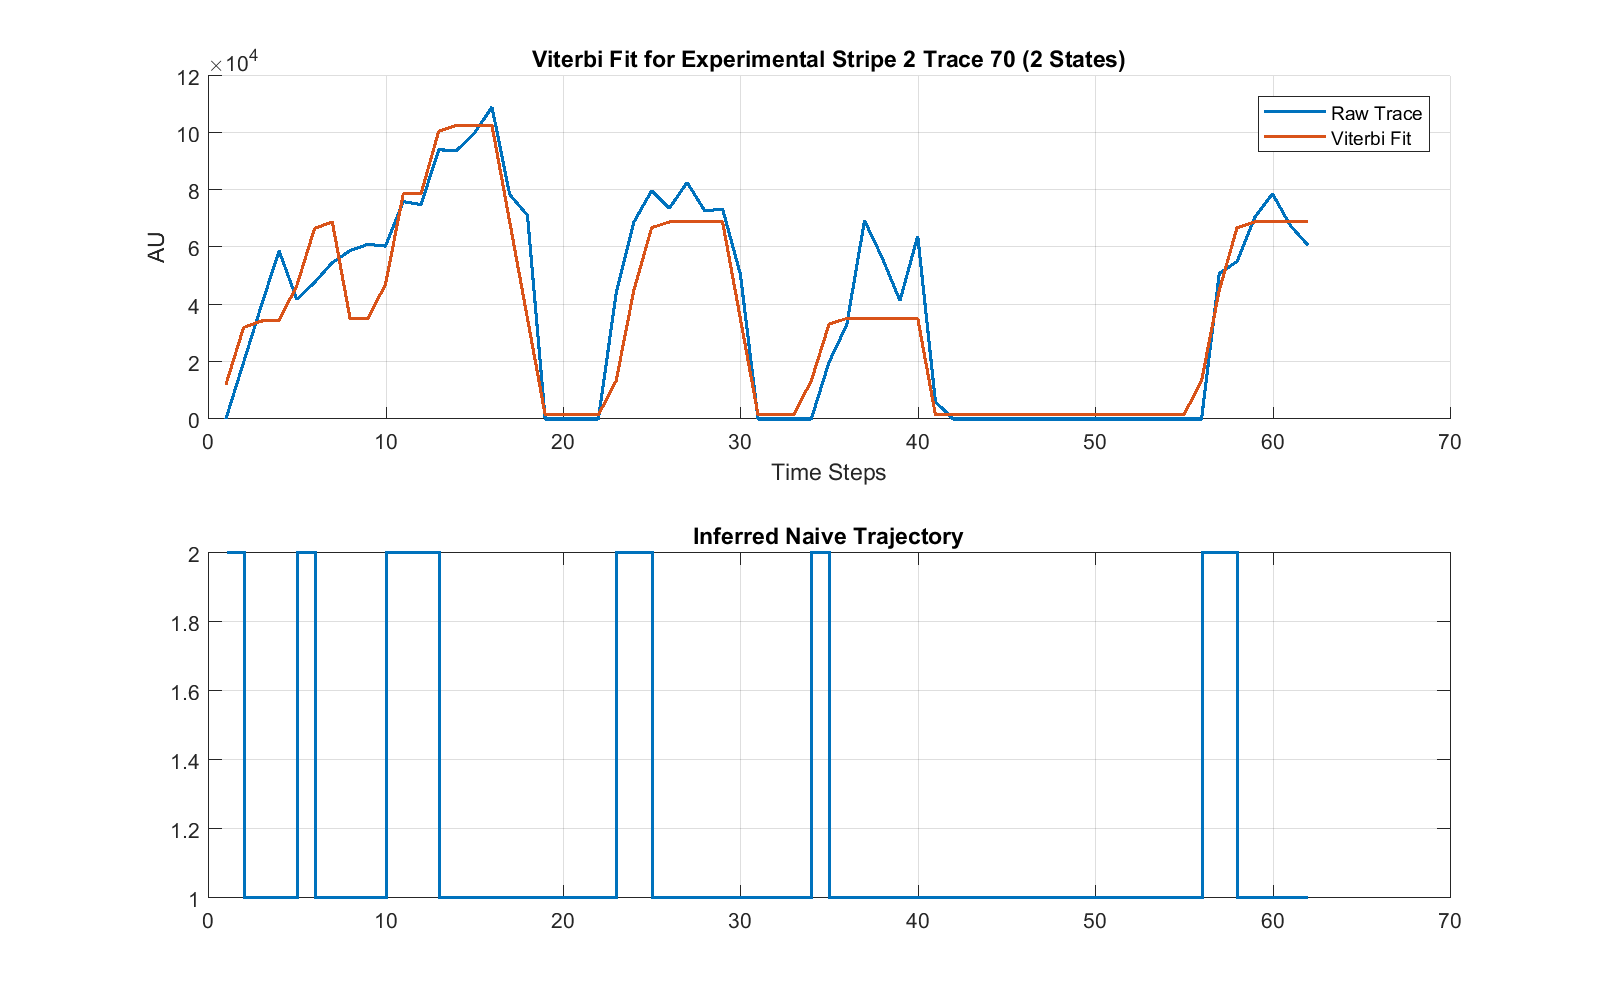 Viterbi Fit for Experimental Stripe 2 Trace 70 (2 States)
×10⁴
12
10
8
6
4
2
0
AU
Raw Trace
Viterbi Fit
0 10 20 30 40 50 60 70
Time Steps
Inferred Naive Trajectory
2
1.8
1.6
1.4
1.2
1
0 10 20 30 40 50 60 70